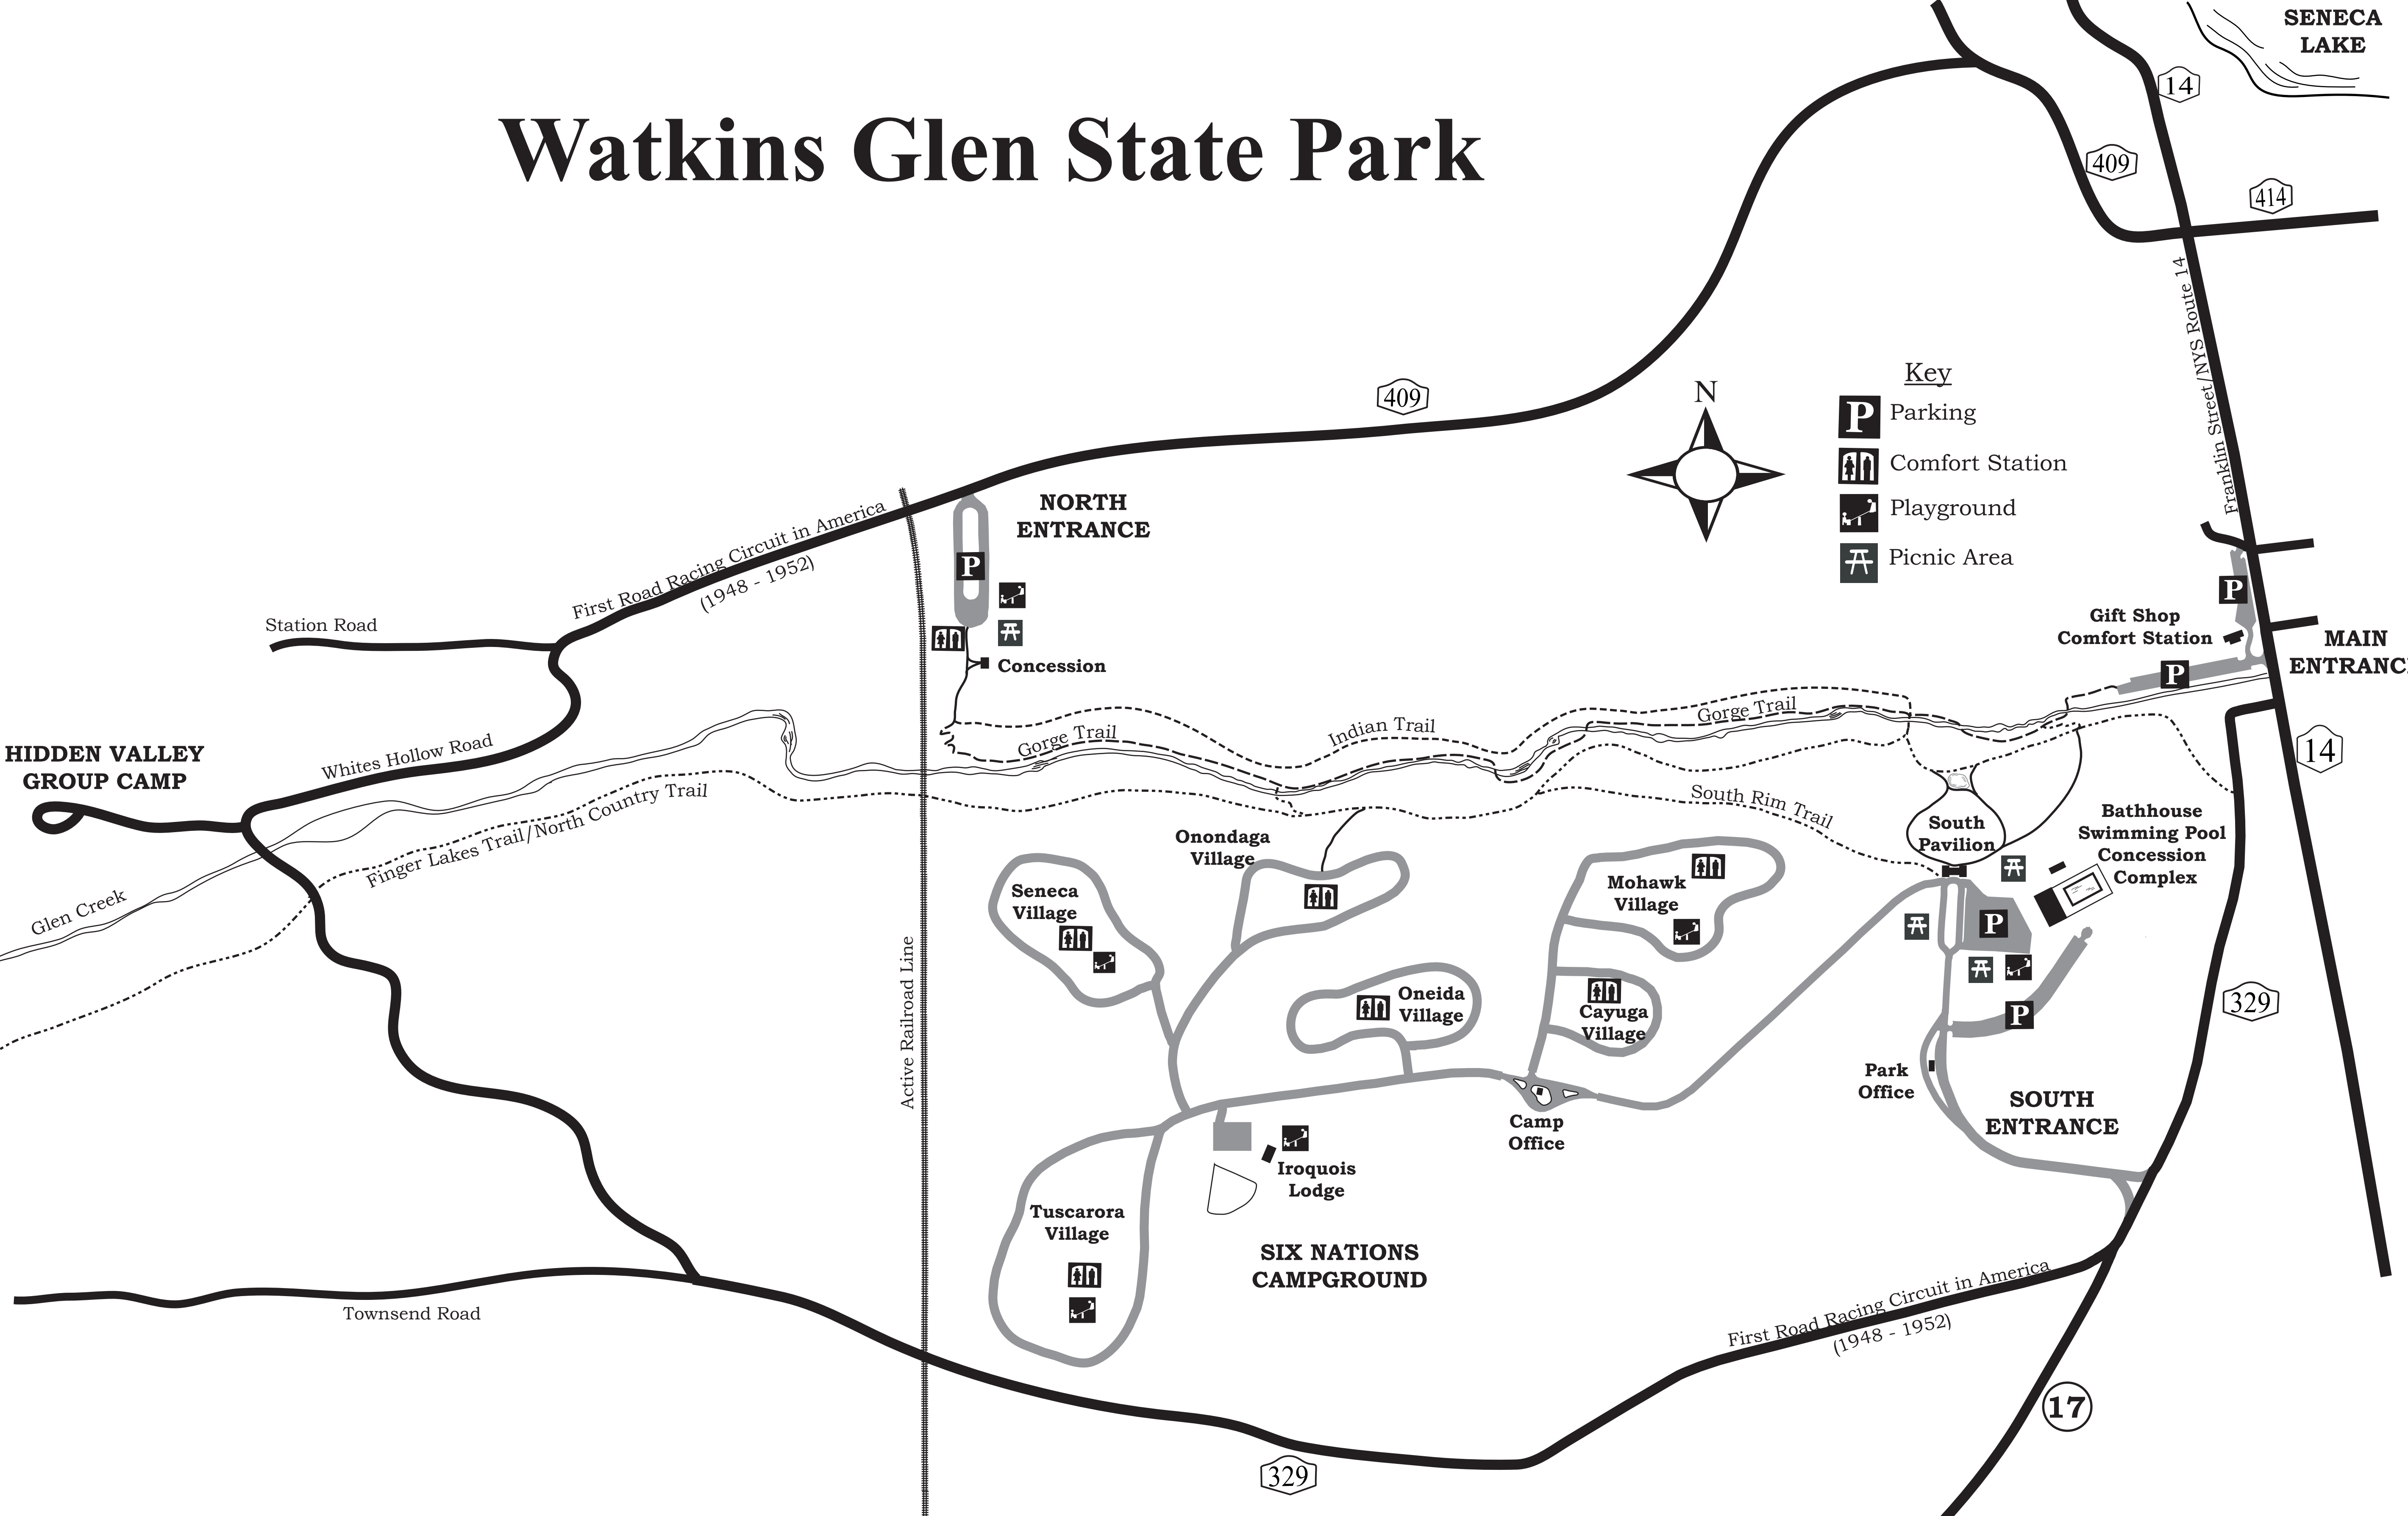 Watkins Glen State Park
SENECA
LAKE
14
409
414
Franklin Street/NYS Route 14
409
N
Key
P Parking
Comfort Station
Playground
Picnic Area
NORTH
ENTRANCE
P
First Road Racing Circuit in America
(1948 - 1952)
Station Road
Concession
P
Gift Shop
Comfort Station
P
MAIN
ENTRANC
HIDDEN VALLEY
GROUP CAMP
Whites Hollow Road
Gorge Trail
Indian Trail
Gorge Trail
14
Finger Lakes Trail/North Country Trail
South Rim Trail
Glen Creek
Onondaga
Village
South
Pavilion
Bathhouse
Swimming Pool
Concession
Complex
Seneca
Village
Mohawk
Village
P
Active Railroad Line
Oneida
Village
Cayuga
Village
P
329
Park
Office
SOUTH
ENTRANCE
Camp
Office
Iroquois
Lodge
Tuscarora
Village
SIX NATIONS
CAMPGROUND
Townsend Road
First Road Racing Circuit in America
(1948 - 1952)
17
329